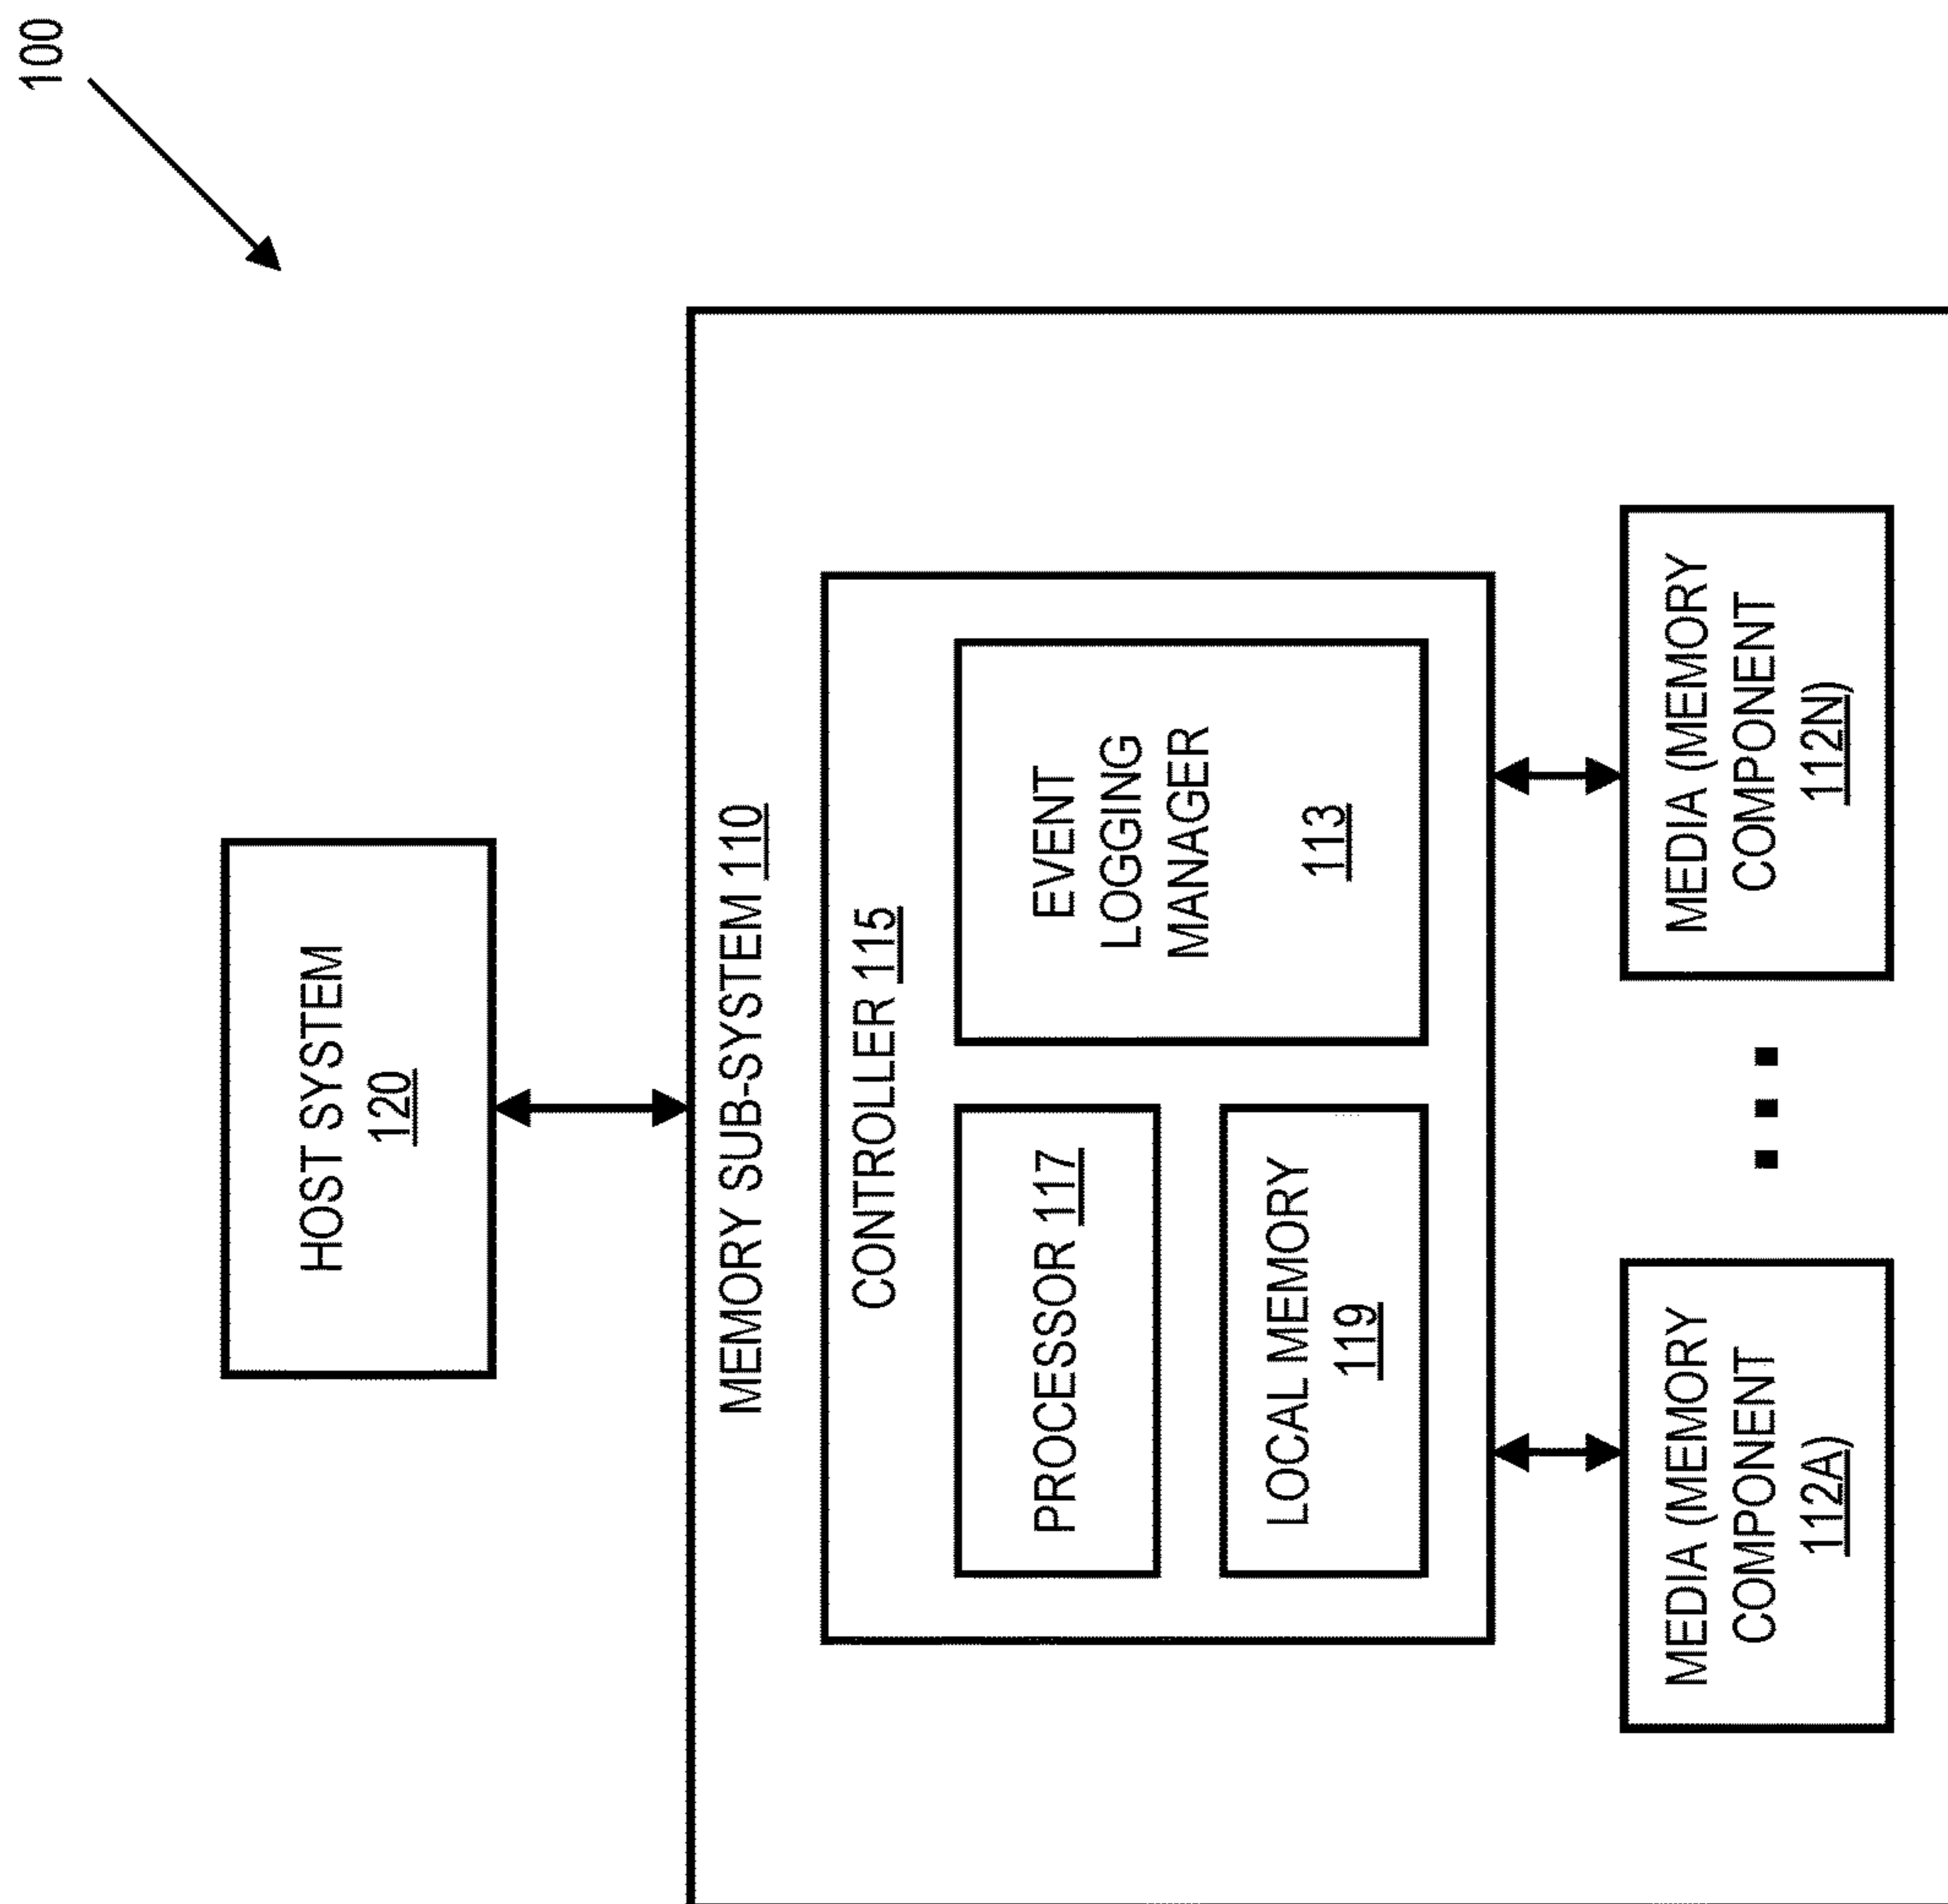 100
HOST SYSTEM
120
MEMORY SUB-SYSTEM 110
CONTROLLER 115
PROCESSOR 117
LOCAL MEMORY
119
EVENT
LOGGING
MANAGER
113
MEDIA (MEMORY
COMPONENT
112A)
MEDIA (MEMORY
COMPONENT
112N)